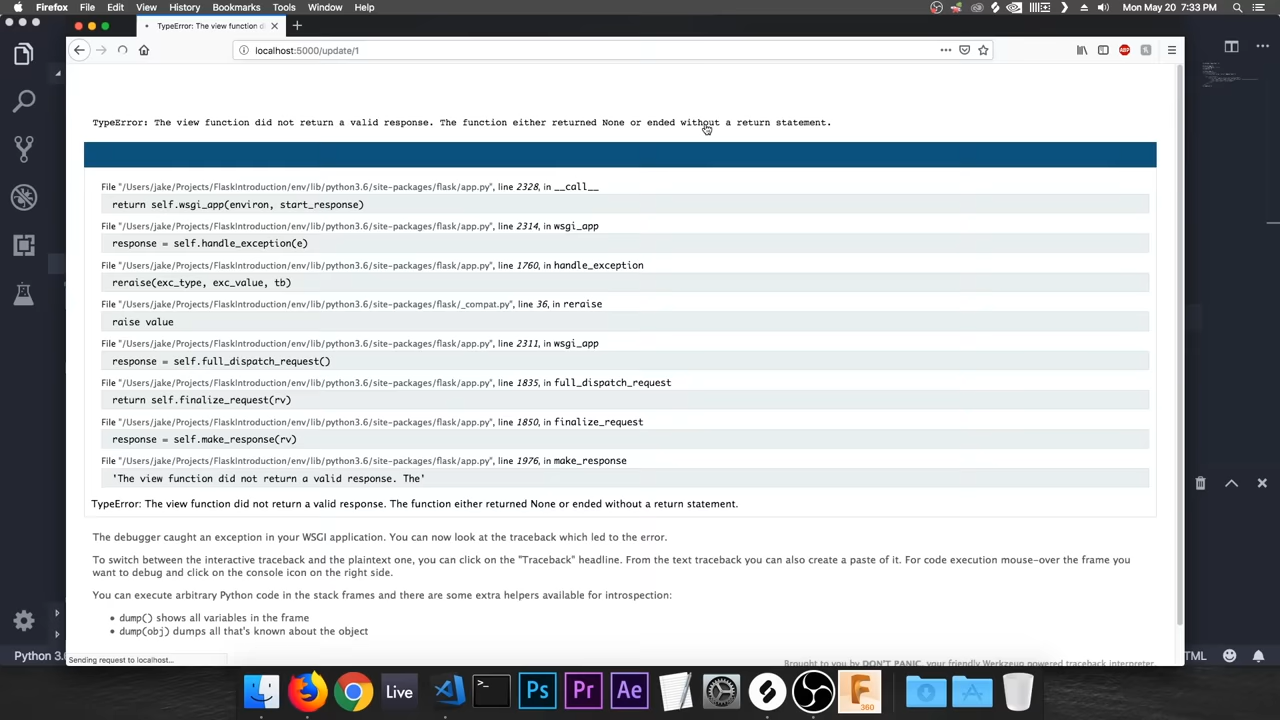 Firefox File Edit View History Bookmarks Tools Window Help Mon May 20 7:33 PM
TypeError: The view function d
localhost:5000/update/1
ABP
TypeError: The view function did not return a valid response. The function either returned None or ended without a return statement.
File "/Users/jake/Projects/FlaskIntroduction/env/lib/python3.6/site-packages/flask/app.py", line 2328, in __call__
return self.wsgi_app(environ, start_response)
File "/Users/jake/Projects/FlaskIntroduction/env/lib/python3.6/site-packages/flask/app.py", line 2314, in wsgi_app
response = self.handle_exception(e)
File "/Users/jake/Projects/FlaskIntroduction/env/lib/python3.6/site-packages/flask/app.py", line 1760, in handle_exception
reraise(exc_type, exc_value, tb)
File "/Users/jake/Projects/FlaskIntroduction/env/lib/python3.6/site-packages/flask/_compat.py", line 36, in reraise
raise value
File "/Users/jake/Projects/FlaskIntroduction/env/lib/python3.6/site-packages/flask/app.py", line 2311, in wsgi_app
response = self.full_dispatch_request()
File "/Users/jake/Projects/FlaskIntroduction/env/lib/python3.6/site-packages/flask/app.py", line 1835, in full_dispatch_request
return self.finalize_request(rv)
File "/Users/jake/Projects/FlaskIntroduction/env/lib/python3.6/site-packages/flask/app.py", line 1850, in finalize_request
response = self.make_response(rv)
File "/Users/jake/Projects/FlaskIntroduction/env/lib/python3.6/site-packages/flask/app.py", line 1976, in make_response
'The view function did not return a valid response. The'
TypeError: The view function did not return a valid response. The function either returned None or ended without a return statement.
The debugger caught an exception in your WSGI application. You can now look at the traceback which led to the error.
To switch between the interactive traceback and the plaintext one, you can click on the "Traceback" headline. From the text traceback you can also create a paste of it. For code execution mouse-over the frame you
want to debug and click on the console icon on the right side.
You can execute arbitrary Python code in the stack frames and there are some extra helpers available for introspection:
• dump() shows all variables in the frame
• dump(obj) dumps all that's known about the object
Brought to you by DON'T PANIC, your friendly Werkzeug powered traceback interpreter.
Python 3.
Sending request to localhost...
TML
Live
Ps
Pr
Ae
F
360